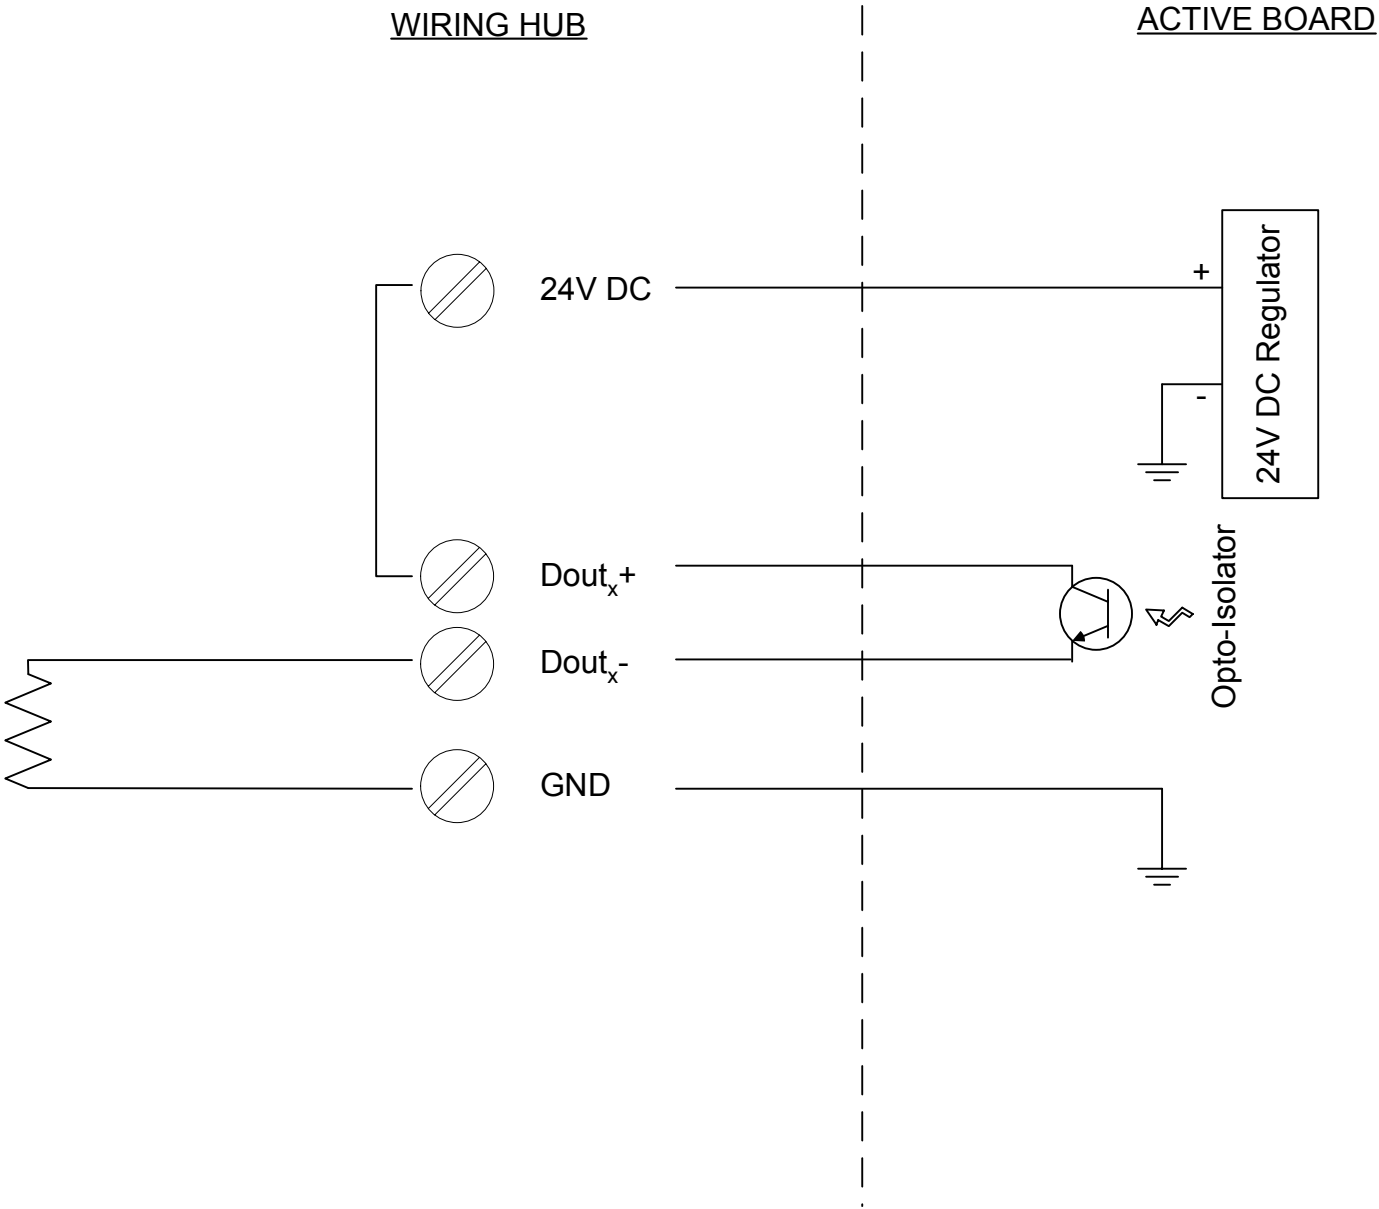 WIRING HUB
ACTIVE BOARD
24V DC
+
-
24V DC Regulator
Doutₓ+
Doutₓ-
Opto-Isolator
GND